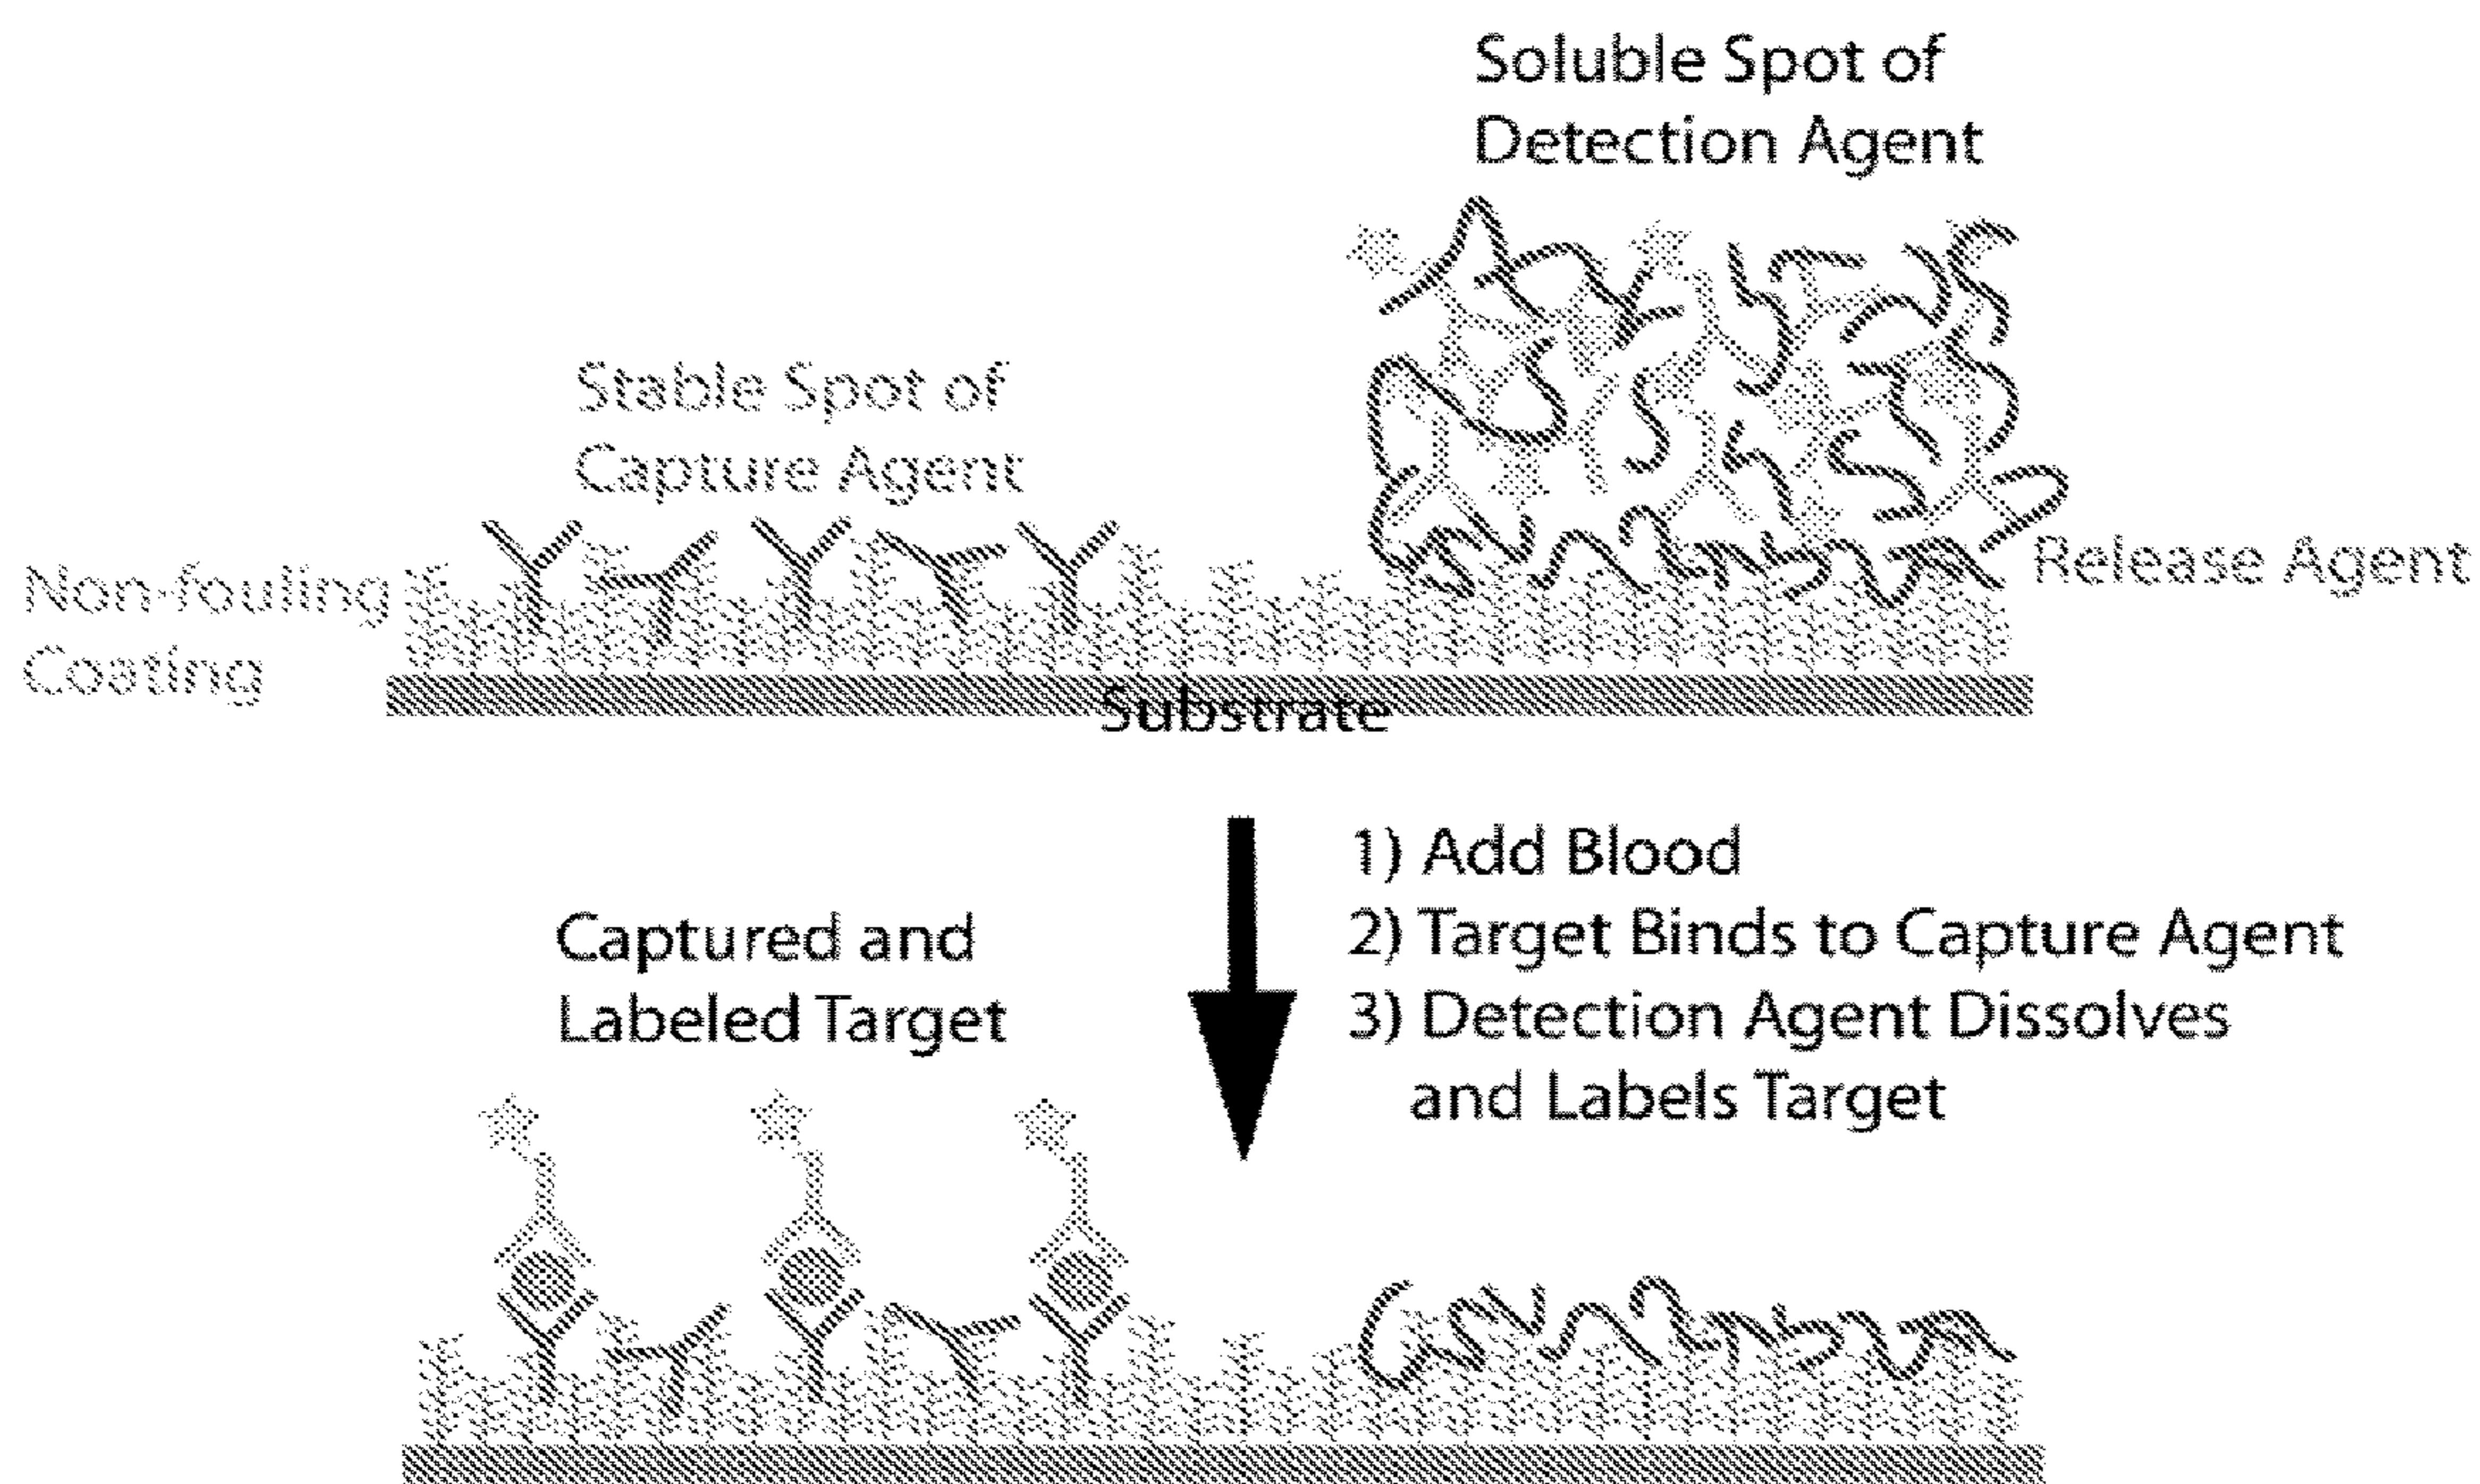 Soluble Spot of
Detection Agent
Stable Spot of
Capture Agent
Non-fouling
Coating
Release Agent
Substrate
1) Add Blood
2) Target Binds to Capture Agent
3) Detection Agent Dissolves
and Labels Target
Captured and
Labeled Target